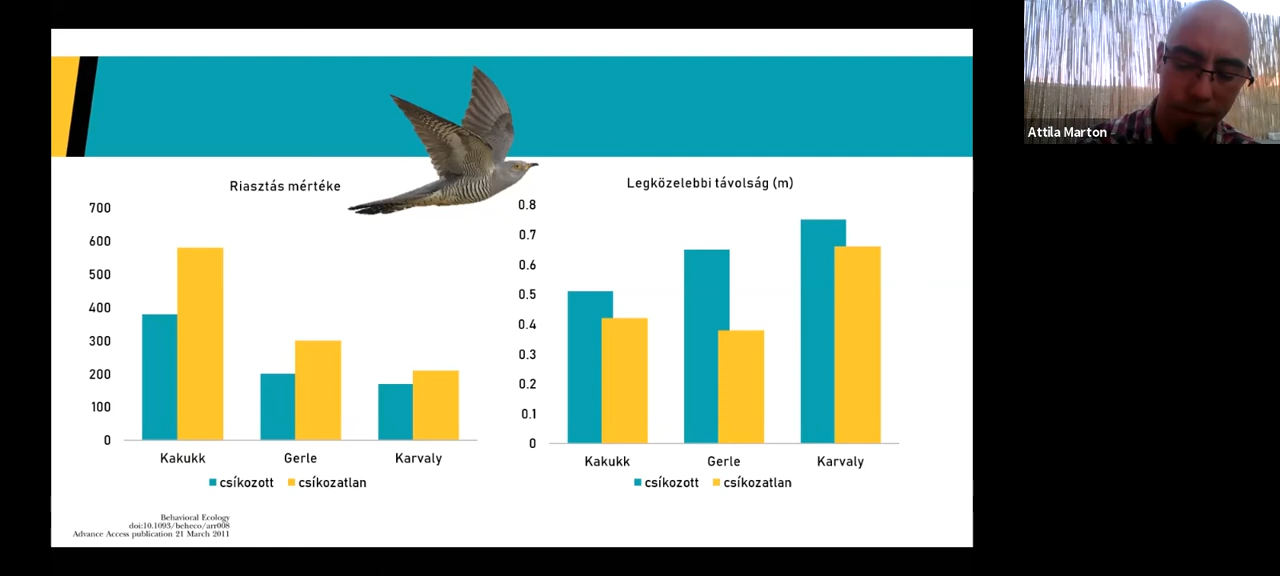 Attila Marton
Riasztás mértéke
700
600
500
400
300
200
100
0
Kakukk Gerle Karvaly
csíkozott csíkozatlan
Legközelebbi távolság (m)
0.8
0.7
0.6
0.5
0.4
0.3
0.2
0.1
0
Kakukk Gerle Karvaly
csíkozott csíkozatlan
Behavioral Ecology
doi:10.1093/beheco/arr008
Advance Access publication 21 March 2011